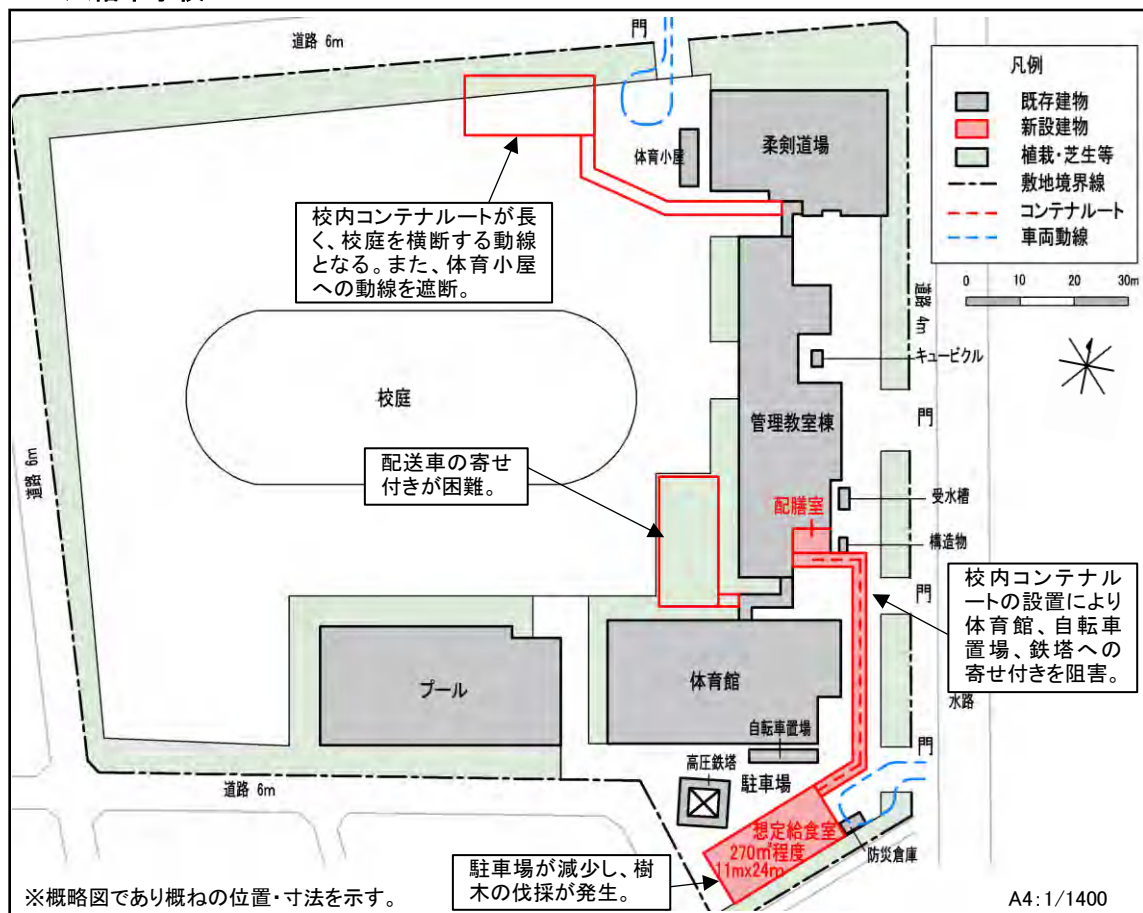 道路 6m
門
凡例
既存建物
新設建物
植栽・芝生等
敷地境界線
コンテナルート
車両動線
0 10 20 30m
体育小屋
柔剣道場
校内コンテナルートが長
く、校庭を横断する動線
となる。また、体育小屋
への動線を遮断。
道路 4m
キュービクル
校庭
管理教室棟
門
道路 6m
配送車の寄せ
付きが困難。
配膳室
受水槽
構造物
校内コンテナル
ートの設置により
体育館、自転車
置場、鉄塔への
寄せ付きを阻害。
門
水路
プール
体育館
自転車置場
門
高圧鉄塔
駐車場
道路 6m
想定給食室
270㎡程度
11mx24m
防災倉庫
駐車場が減少し、樹
木の伐採が発生。
※概略図であり概ねの位置・寸法を示す。
A4:1/1400